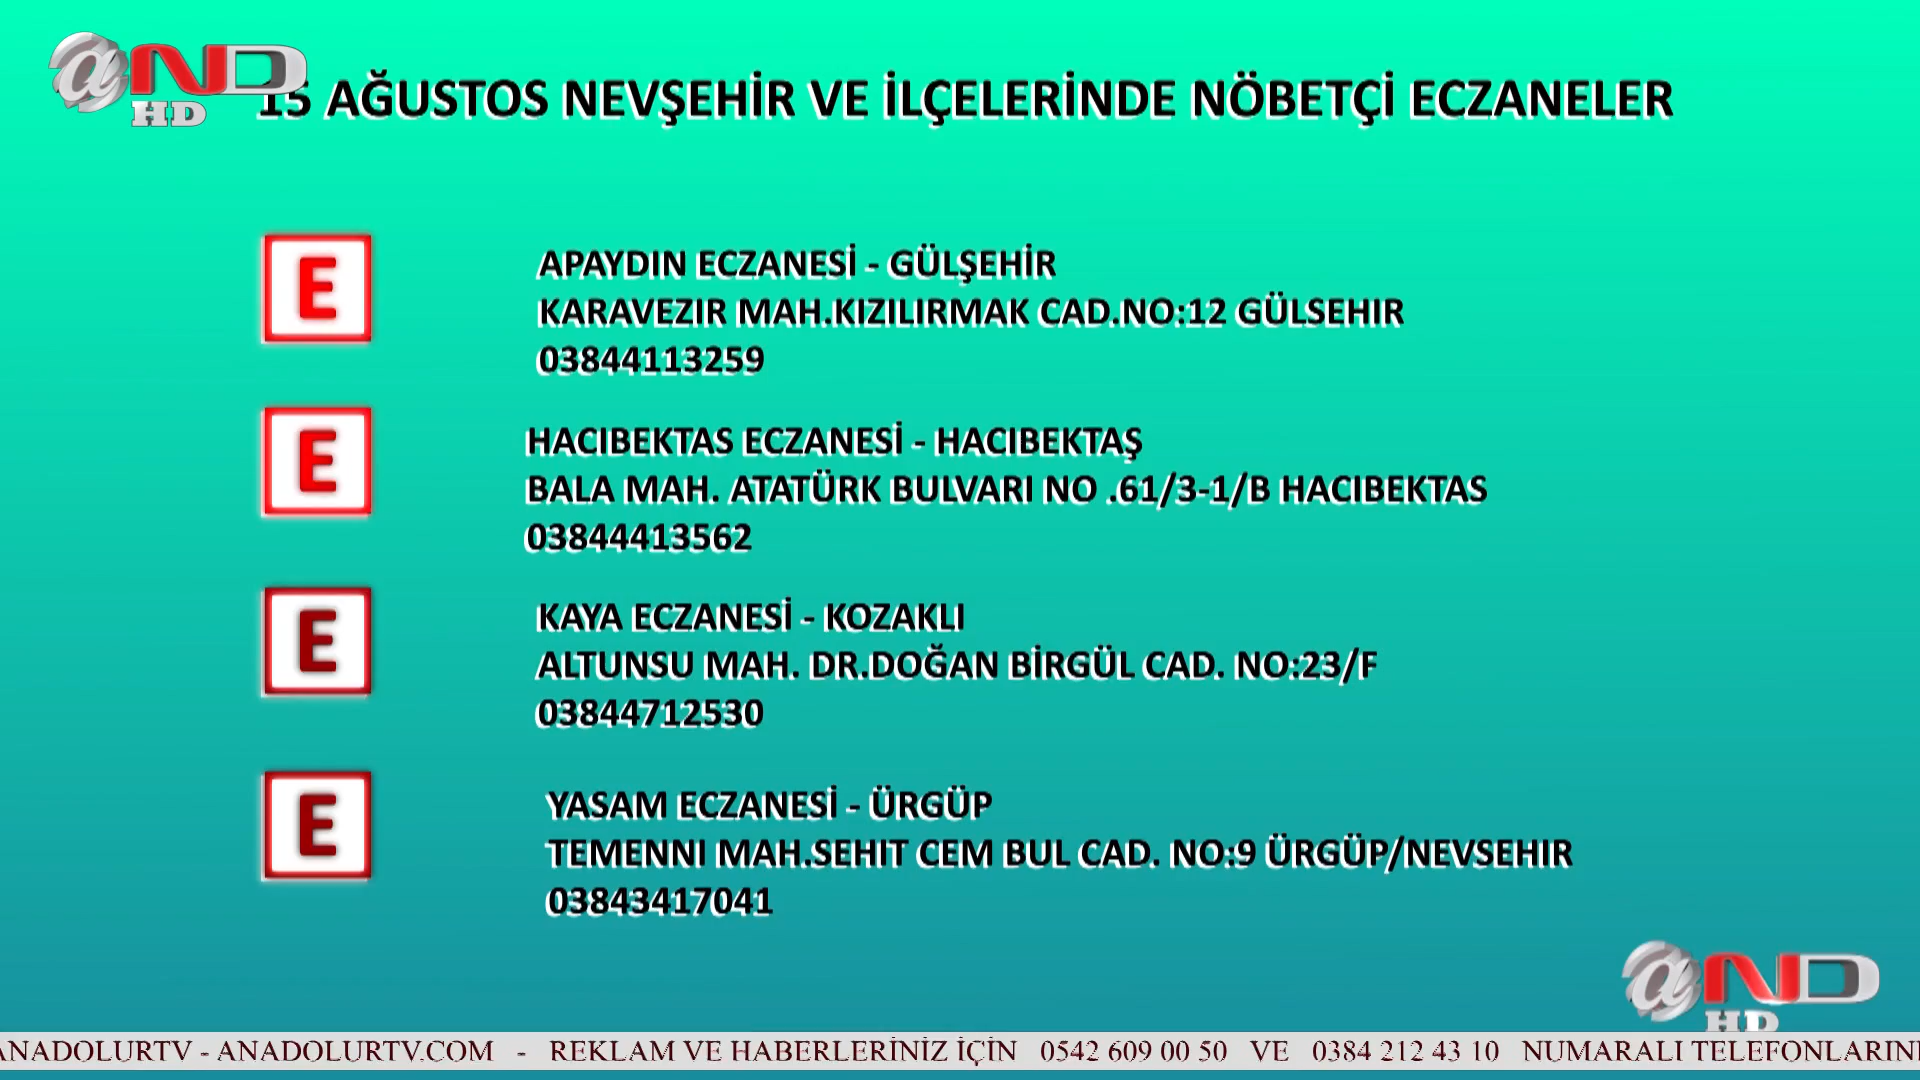 @ND
HD
15 AĞUSTOS NEVŞEHİR VE İLÇELERİNDE NÖBETÇİ ECZANELER
E
APAYDIN ECZANESİ - GÜLŞEHİR
KARAVEZIR MAH.KIZILIRMAK CAD.NO:12 GÜLSEHIR
03844113259
E
HACIBEKTAS ECZANESİ - HACIBEKTAŞ
BALA MAH. ATATÜRK BULVARI NO .61/3-1/B HACIBEKTAS
03844413562
E
KAYA ECZANESİ - KOZAKLI
ALTUNSU MAH. DR.DOĞAN BİRGÜL CAD. NO:23/F
03844712530
E
YASAM ECZANESİ - ÜRGÜP
TEMENNI MAH.SEHIT CEM BUL CAD. NO:9 ÜRGÜP/NEVSEHIR
03843417041
@ND
HD
ANADOLURTV - ANADOLURTV.COM - REKLAM VE HABERLERİNİZ İÇİN 0542 609 00 50 VE 0384 212 43 10 NUMARALI TELEFONLARIN